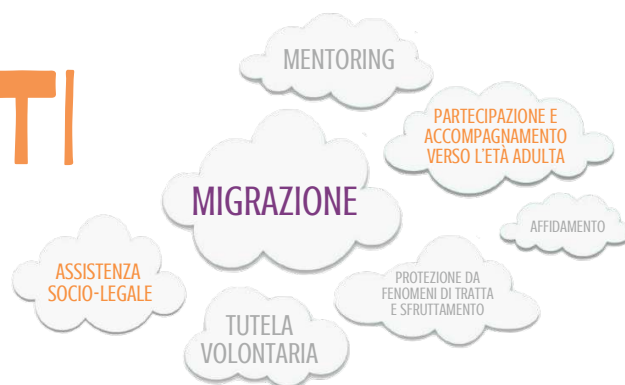 TI
MENTORING
PARTECIPAZIONE E
ACCOMPAGNAMENTO
VERSO L'ETÀ ADULTA
MIGRAZIONE
AFFIDAMENTO
ASSISTENZA
SOCIO-LEGALE
PROTEZIONE DA
FENOMENI DI TRATTA
E SFRUTTAMENTO
TUTELA
VOLONTARIA